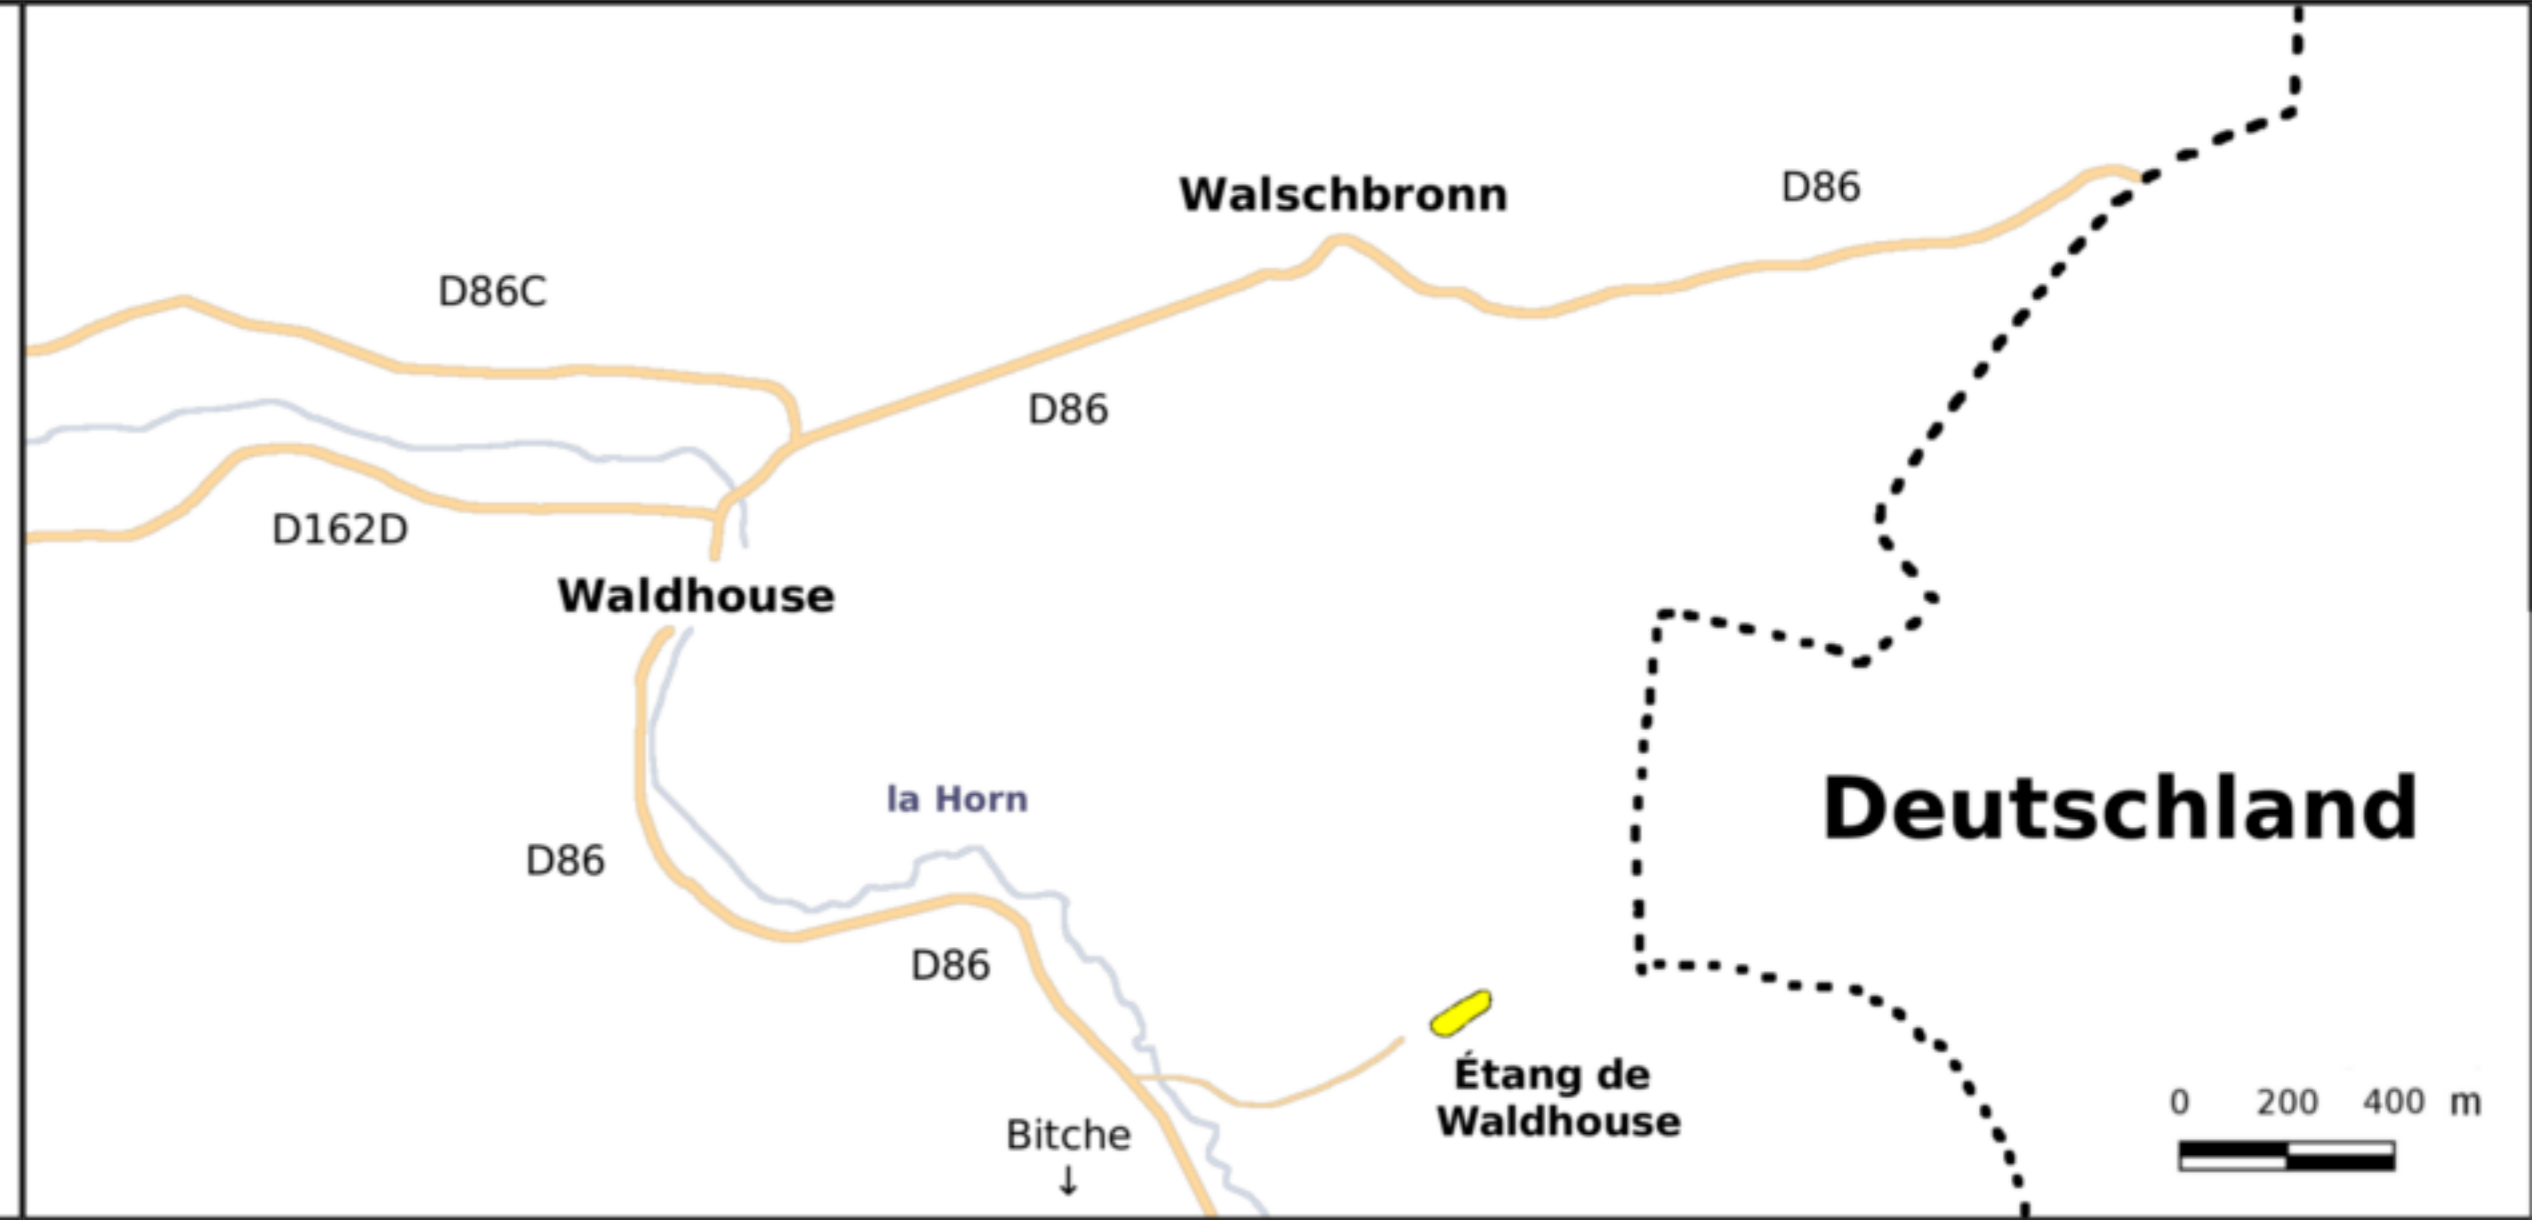 Walschbronn
D86
D86C
D86
D162D
Waldhouse
la Horn
Deutschland
D86
D86
Étang de
Waldhouse
Bitche
↓
0 200 400 m